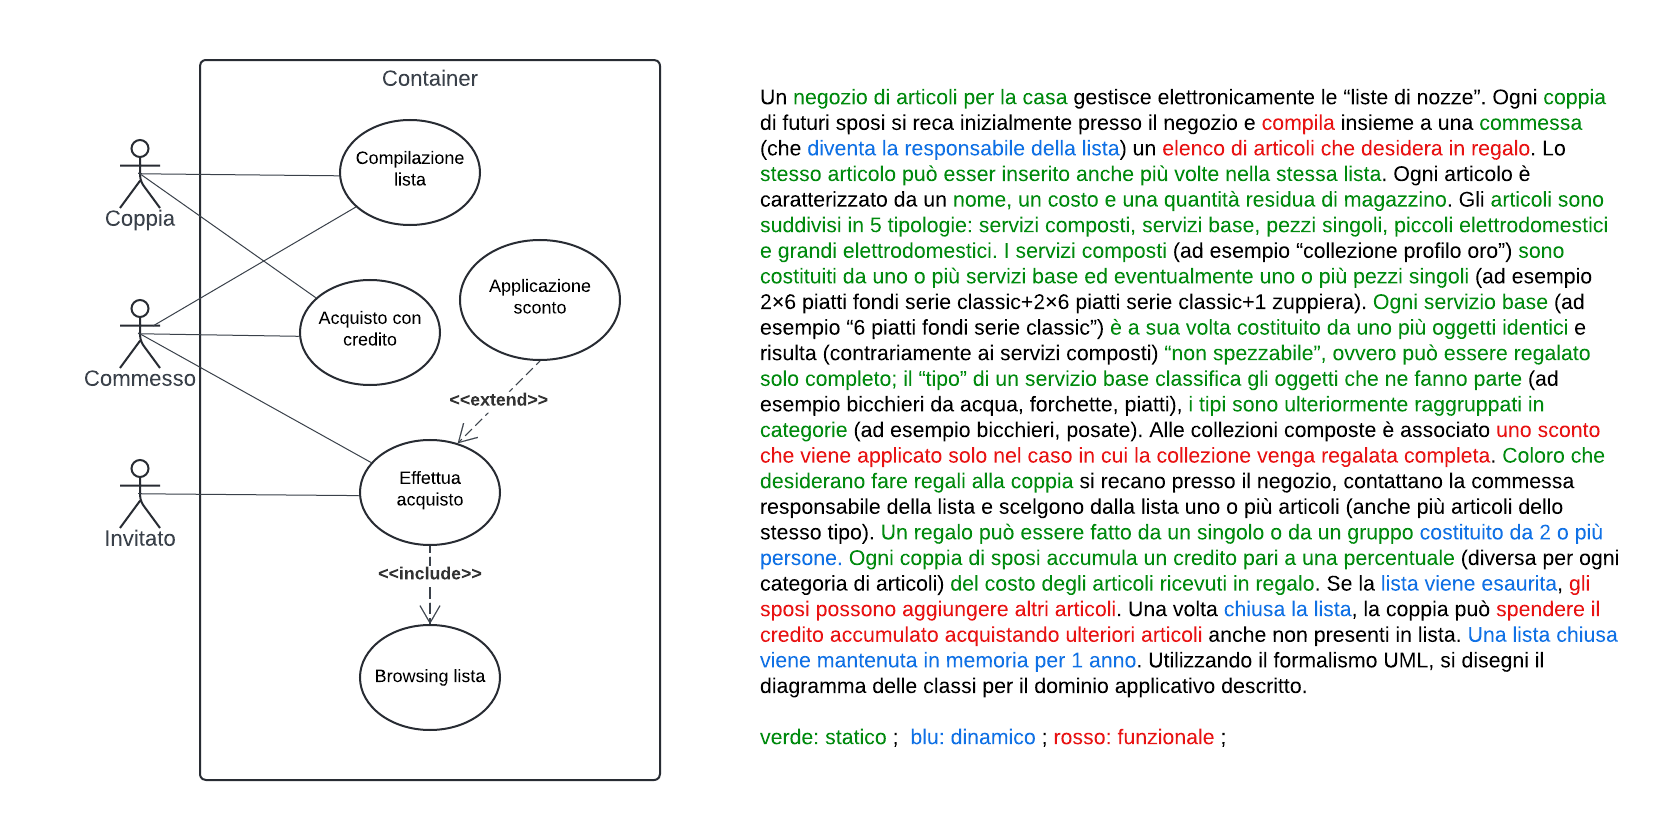 Container
Coppia
Commesso
Invitato
Compilazione
lista
Acquisto con
credito
Applicazione
sconto
<<extend>>
Effettua
acquisto
<<include>>
Browsing lista
Un negozio di articoli per la casa gestisce elettronicamente le “liste di nozze”. Ogni coppia
di futuri sposi si reca inizialmente presso il negozio e compila insieme a una commessa
(che diventa la responsabile della lista) un elenco di articoli che desidera in regalo. Lo
stesso articolo può esser inserito anche più volte nella stessa lista. Ogni articolo è
caratterizzato da un nome, un costo e una quantità residua di magazzino. Gli articoli sono
suddivisi in 5 tipologie: servizi composti, servizi base, pezzi singoli, piccoli elettrodomestici
e grandi elettrodomestici. I servizi composti (ad esempio “collezione profilo oro”) sono
costituiti da uno o più servizi base ed eventualmente uno o più pezzi singoli (ad esempio
2×6 piatti fondi serie classic+2×6 piatti serie classic+1 zuppiera). Ogni servizio base (ad
esempio “6 piatti fondi serie classic”) è a sua volta costituito da uno più oggetti identici e
risulta (contrariamente ai servizi composti) “non spezzabile”, ovvero può essere regalato
solo completo; il “tipo” di un servizio base classifica gli oggetti che ne fanno parte (ad
esempio bicchieri da acqua, forchette, piatti), i tipi sono ulteriormente raggruppati in
categorie (ad esempio bicchieri, posate). Alle collezioni composte è associato uno sconto
che viene applicato solo nel caso in cui la collezione venga regalata completa. Coloro che
desiderano fare regali alla coppia si recano presso il negozio, contattano la commessa
responsabile della lista e scelgono dalla lista uno o più articoli (anche più articoli dello
stesso tipo). Un regalo può essere fatto da un singolo o da un gruppo costituito da 2 o più
persone. Ogni coppia di sposi accumula un credito pari a una percentuale (diversa per ogni
categoria di articoli) del costo degli articoli ricevuti in regalo. Se la lista viene esaurita, gli
sposi possono aggiungere altri articoli. Una volta chiusa la lista, la coppia può spendere il
credito accumulato acquistando ulteriori articoli anche non presenti in lista. Una lista chiusa
viene mantenuta in memoria per 1 anno. Utilizzando il formalismo UML, si disegni il
diagramma delle classi per il dominio applicativo descritto.
verde: statico ; blu: dinamico ; rosso: funzionale ;